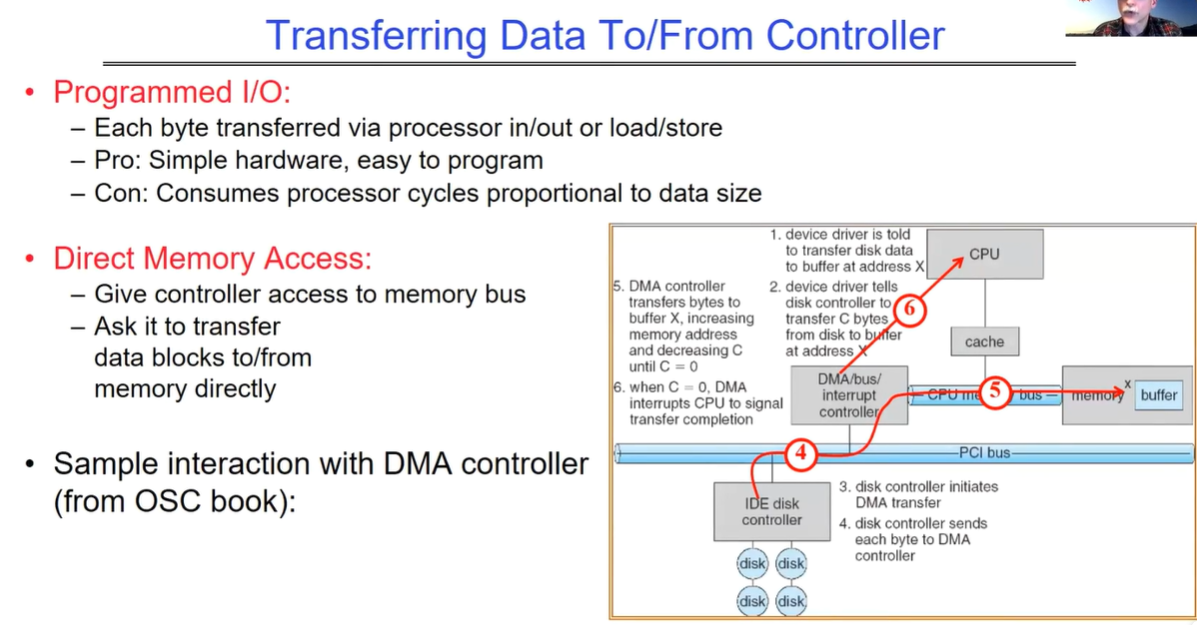 Transferring Data To/From Controller
• Programmed I/O:
– Each byte transferred via processor in/out or load/store
– Pro: Simple hardware, easy to program
– Con: Consumes processor cycles proportional to data size
• Direct Memory Access:
– Give controller access to memory bus
– Ask it to transfer
data blocks to/from
memory directly
• Sample interaction with DMA controller
(from OSC book):
1. device driver is told
to transfer disk data
to buffer at address X
2. device driver tells
disk controller to
transfer C bytes
from disk to buffer
at address X
5. DMA controller
transfers bytes to
buffer X, increasing
memory address
and decreasing C
until C = 0
6. when C = 0, DMA
interrupts CPU to signal
transfer completion
CPU
6
cache
DMA/bus/
interrupt
controller
CPU
5
bus
memory
x
buffer
4
PCI bus
IDE disk
controller
3. disk controller initiates
DMA transfer
4. disk controller sends
each byte to DMA
controller
disk disk
disk disk